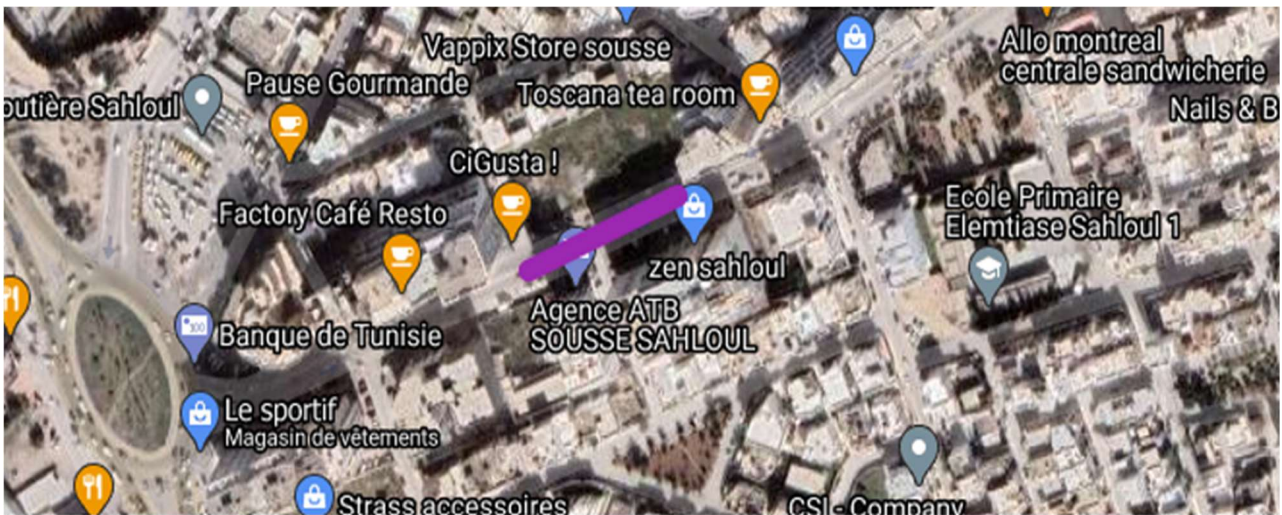 Vappix Store sousse
Allo montreal
centrale sandwicherie
Pause Gourmande
Toscana tea room
outière Sahloul
Nails & B
CiGusta !
Ecole Primaire
Elemtiase Sahloul 1
Factory Café Resto
zen sahloul
Agence ATB
SOUSSE SAHLOUL
100
Banque de Tunisie
Le sportif
Magasin de vêtements
Strass accessoires
CSI - Company